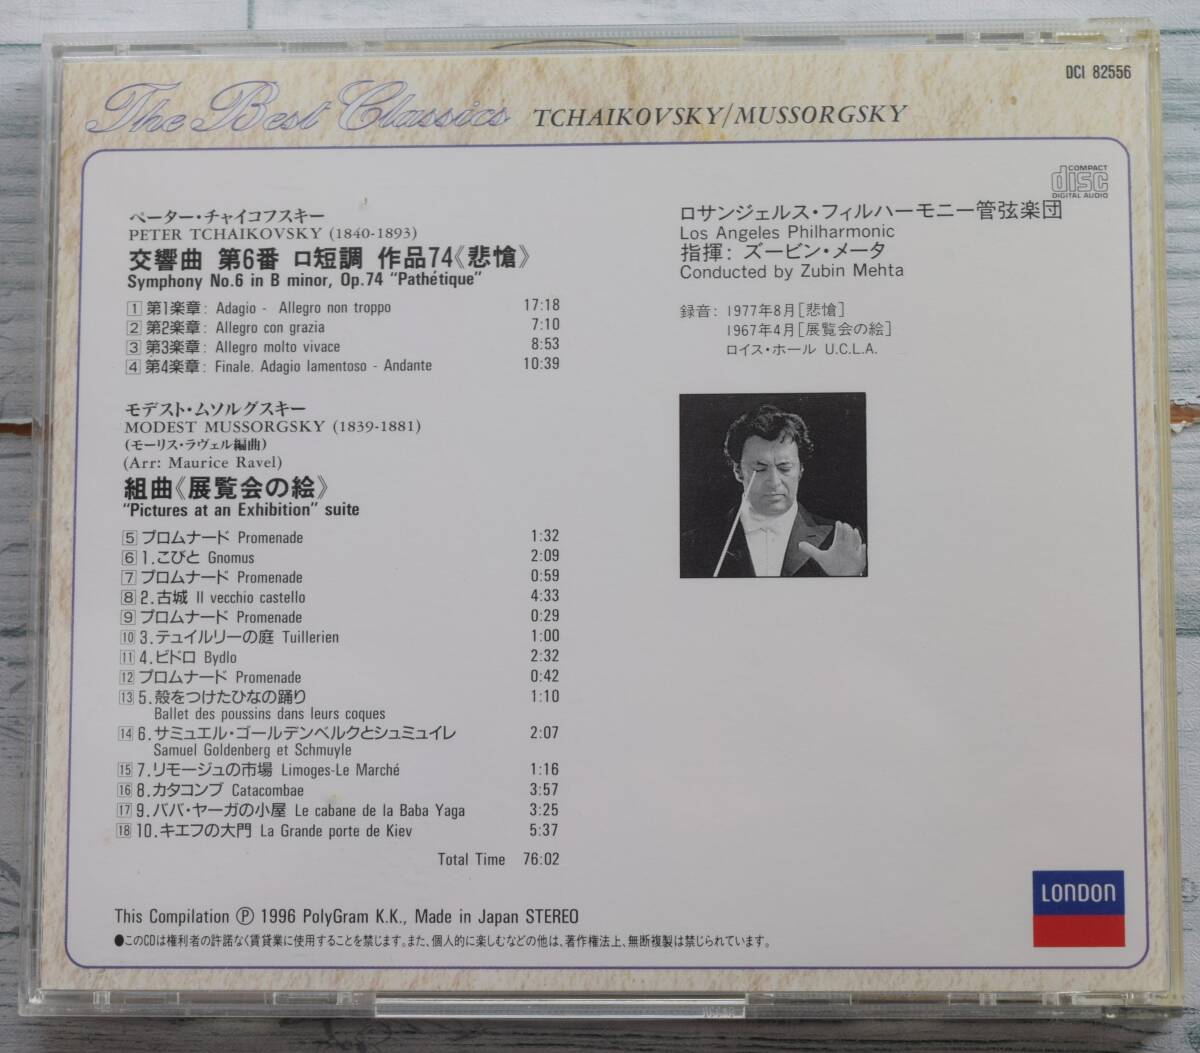 DCI 82556
The Best Classics TCHAIKOVSKY/MUSSORGSKY
COMPACT
disc
DIGITAL AUDIO
ペーター・チャイコフスキー
PETER TCHAIKOVSKY (1840-1893)
交響曲 第6番 ロ短調 作品74《悲愴》
Symphony No.6 in B minor, Op.74 "Pathétique"
1 第1楽章: Adagio - Allegro non troppo 17:18
2 第2楽章: Allegro con grazia 7:10
3 第3楽章: Allegro molto vivace 8:53
4 第4楽章: Finale. Adagio lamentoso - Andante 10:39
モデスト・ムソルグスキー
MODEST MUSSORGSKY (1839-1881)
(モーリス・ラヴェル編曲)
(Arr: Maurice Ravel)
組曲《展覧会の絵》
"Pictures at an Exhibition" suite
5 プロムナード Promenade 1:32
6 1.こびと Gnomus 2:09
7 プロムナード Promenade 0:59
8 2.古城 Il vecchio castello 4:33
9 プロムナード Promenade 0:29
10 3.テュイルリーの庭 Tuillerien 1:00
11 4.ビドロ Bydlo 2:32
12 プロムナード Promenade 0:42
13 5.殻をつけたひなの踊り 1:10
Ballet des poussins dans leurs coques
14 6.サミュエル・ゴールデンベルクとシュミュイレ 2:07
Samuel Goldenberg et Schmuyle
15 7.リモージュの市場 Limoges-Le Marché 1:16
16 8.カタコンブ Catacombae 3:57
17 9.ババ・ヤーガの小屋 Le cabane de la Baba Yaga 3:25
18 10.キエフの大門 La Grande porte de Kiev 5:37
Total Time 76:02
ロサンジェルス・フィルハーモニー管弦楽団
Los Angeles Philharmonic
指揮: ズービン・メータ
Conducted by Zubin Mehta
録音: 1977年8月[悲愴]
1967年4月[展覧会の絵]
ロイス・ホール U.C.L.A.
LONDON
This Compilation Ⓟ 1996 PolyGram K.K., Made in Japan STEREO
●このCDは権利者の許諾なく賃貸業に使用することを禁じます。また、個人的に楽しむなどの他は、著作権法上、無断複製は禁じられています。